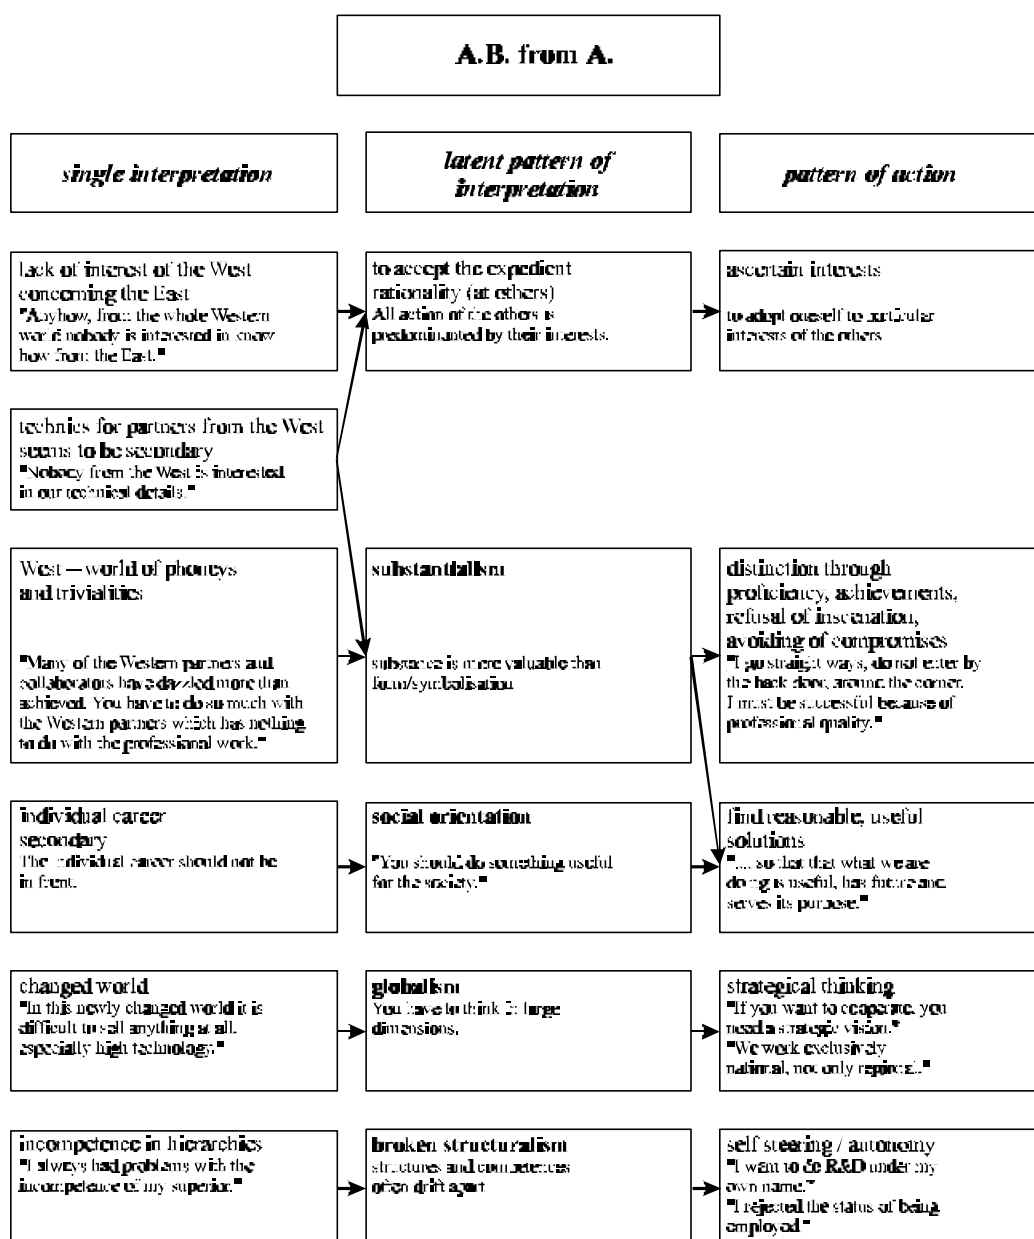 A.B. from A.
single interpretation
latent pattern of
interpretation
pattern of action
lack of interest of the West
concerning the East
"Anyhow, from the whole Western
world nobody is interested in know
how from the East."
to accept the expedient
rationality (at others)
All action of the others is
predominanted by their interests.
ascertain interests
to adept oneself to particular
interests of the others
technics for partners from the West
seems to be secondary
"Nobody from the West is interested
in our technical details."
West — world of phoneys
and trivialities
"Many of the Western partners and
collaborators have dazzled more than
achieved. You have to do so much with
the Western partners which has nothing
to do with the professional work."
substantialism
substance is more valuable than
form/symbolisation
distinction through
proficiency, achievements,
refusal of inscenation,
avoiding of compromises
"I go straight ways, do not enter by
the back door, around the corner.
I must be successful because of
professional quality."
individual career
secondary
The individual career should not be
in front.
social orientation
"You should do something useful
for the society."
find reasonable, useful
solutions
".... so that that what we are
doing is useful, has future and
serves its purpose."
changed world
"In this newly changed world it is
difficult to sell anything at all,
especially high technology."
globalism
You have to think in large
dimensions.
strategical thinking
"If you want to cooperate, you
need a strategic vision."
"We work exclusively
national, not only regional."
incompetence in hierarchies
"I always had problems with the
incompetence of my superior."
broken structuralism
structures and competences
often drift apart
self steering / autonomy
"I want to do R&D under my
own name."
"I rejected the status of being
employed"